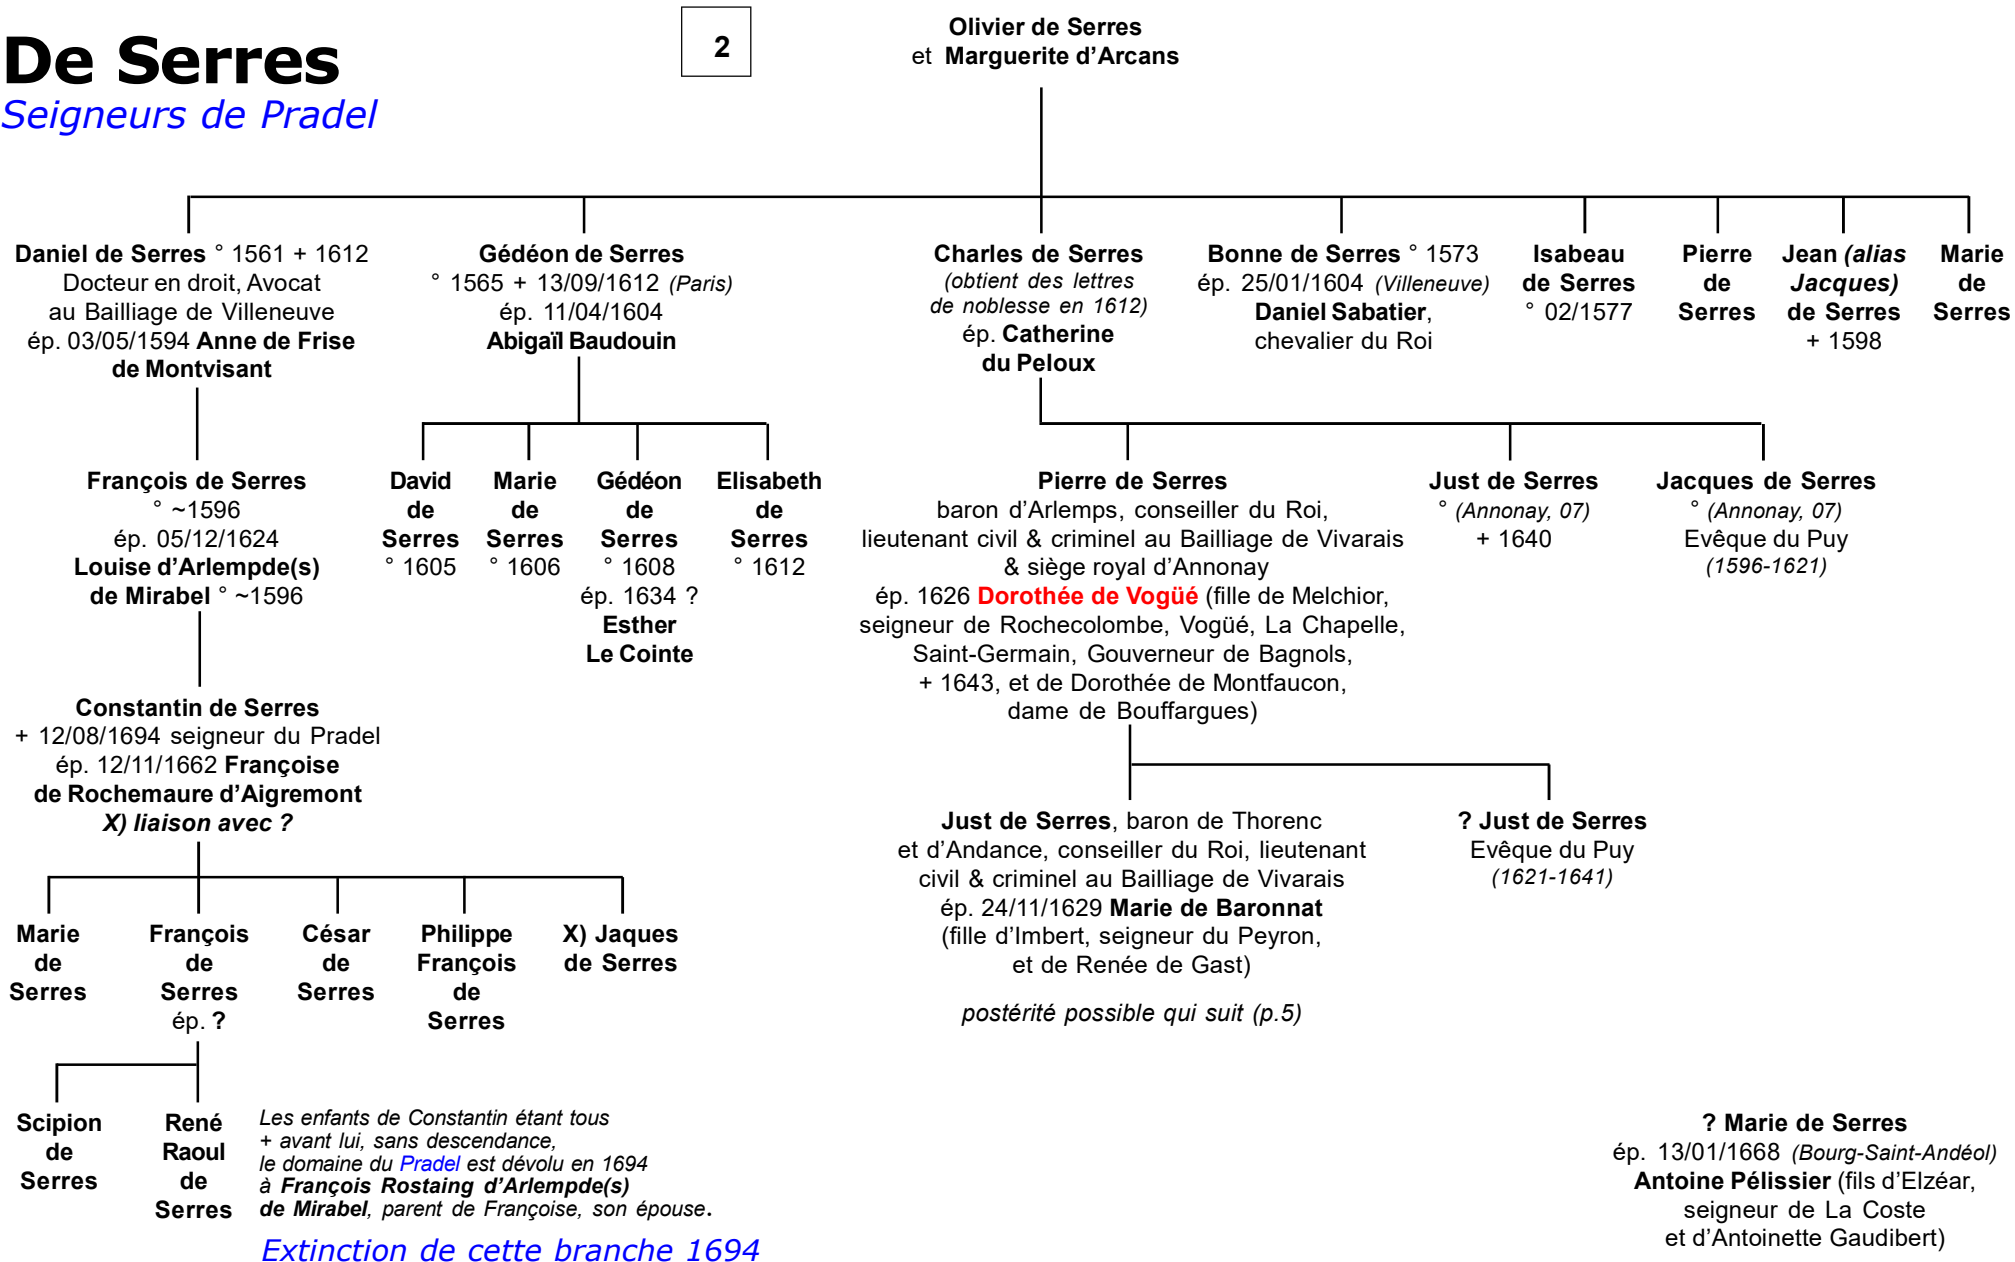 De Serres
Seigneurs de Pradel
2
Olivier de Serres
et Marguerite d’Arcans
Daniel de Serres ° 1561 + 1612
Docteur en droit, Avocat
au Bailliage de Villeneuve
ép. 03/05/1594 Anne de Frise
de Montvisant
Gédéon de Serres
° 1565 + 13/09/1612 (Paris)
ép. 11/04/1604
Abigaïl Baudouin
Charles de Serres
(obtient des lettres
de noblesse en 1612)
ép. Catherine
du Peloux
Bonne de Serres ° 1573
ép. 25/01/1604 (Villeneuve)
Daniel Sabatier,
chevalier du Roi
Isabeau
de Serres
° 02/1577
Pierre
de
Serres
Jean (alias
Jacques)
de Serres
+ 1598
Marie
de
Serres
François de Serres
° ~1596
ép. 05/12/1624
Louise d’Arlempde(s)
de Mirabel ° ~1596
David
de
Serres
° 1605
Marie
de
Serres
° 1606
Gédéon
de
Serres
° 1608
ép. 1634 ?
Esther
Le Cointe
Elisabeth
de
Serres
° 1612
Pierre de Serres
baron d’Arlemps, conseiller du Roi,
lieutenant civil & criminel au Bailliage de Vivarais
& siège royal d’Annonay
ép. 1626 Dorothée de Vogüé (fille de Melchior,
seigneur de Rochecolombe, Vogüé, La Chapelle,
Saint-Germain, Gouverneur de Bagnols,
+ 1643, et de Dorothée de Montfaucon,
dame de Bouffargues)
Just de Serres
° (Annonay, 07)
+ 1640
Jacques de Serres
° (Annonay, 07)
Evêque du Puy
(1596-1621)
Constantin de Serres
+ 12/08/1694 seigneur du Pradel
ép. 12/11/1662 Françoise
de Rochemaure d’Aigremont
X) liaison avec ?
Just de Serres, baron de Thorenc
et d’Andance, conseiller du Roi, lieutenant
civil & criminel au Bailliage de Vivarais
ép. 24/11/1629 Marie de Baronnat
(fille d’Imbert, seigneur du Peyron,
et de Renée de Gast)
postérité possible qui suit (p.5)
? Just de Serres
Evêque du Puy
(1621-1641)
Marie
de
Serres
François
de
Serres
ép. ?
César
de
Serres
Philippe
François
de
Serres
X) Jaques
de Serres
Scipion
de
Serres
René
Raoul
de
Serres
Les enfants de Constantin étant tous
+ avant lui, sans descendance,
le domaine du Pradel est dévolu en 1694
à François Rostaing d’Arlempde(s)
de Mirabel, parent de Françoise, son épouse.
Extinction de cette branche 1694
? Marie de Serres
ép. 13/01/1668 (Bourg-Saint-Andéol)
Antoine Pélissier (fils d’Elzéar,
seigneur de La Coste
et d’Antoinette Gaudibert)